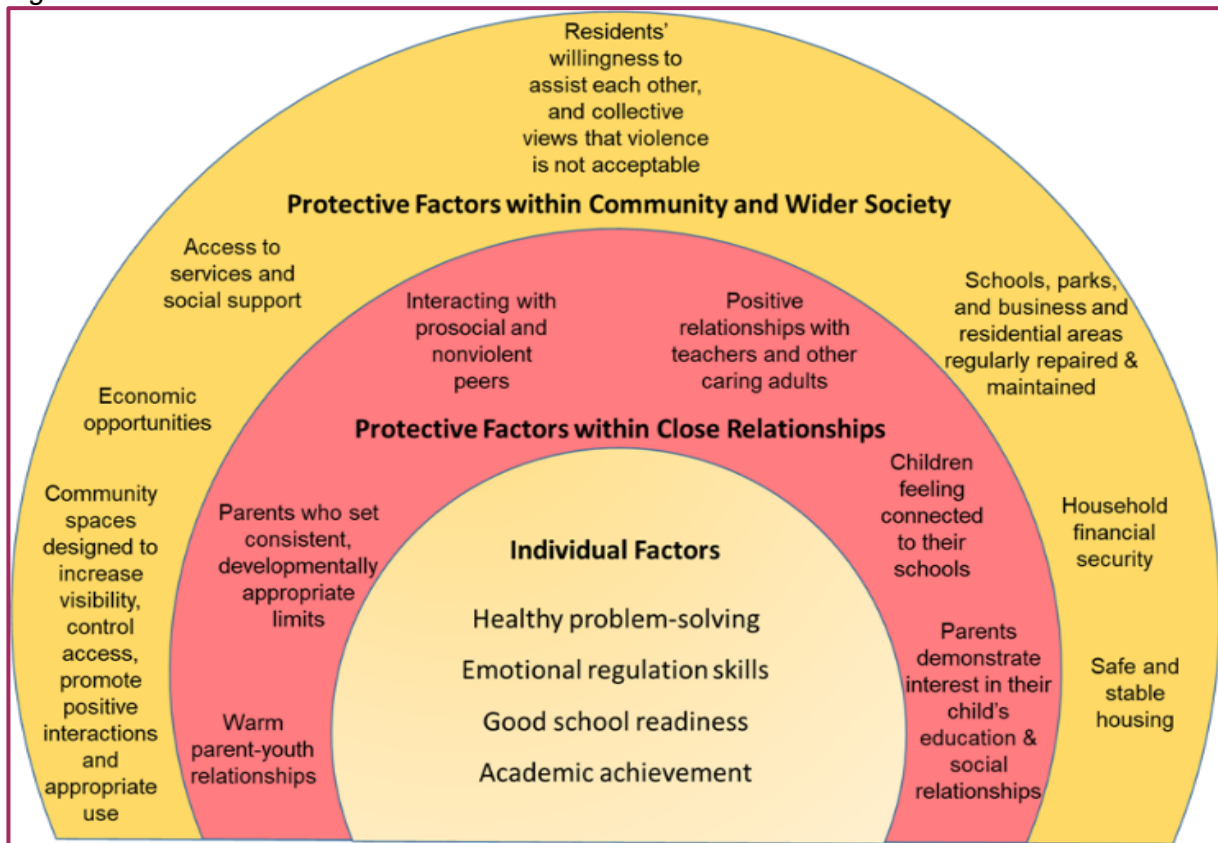 Residents'
willingness to
assist each other,
and collective
views that violence
is not acceptable
Protective Factors within Community and Wider Society
Access to
services and
social support
Schools, parks,
and business and
residential areas
regularly repaired &
maintained
Economic
opportunities
Community
spaces
designed to
increase
visibility,
control
access,
promote
positive
interactions
and
appropriate
use
Household
financial
security
Safe and
stable
housing
Interacting with
prosocial and
nonviolent
peers
Positive
relationships with
teachers and other
caring adults
Protective Factors within Close Relationships
Parents who set
consistent,
developmentally
appropriate
limits
Children
feeling
connected
to their
schools
Warm
parent-youth
relationships
Parents
demonstrate
interest in their
child's
education &
social
relationships
Individual Factors
Healthy problem-solving
Emotional regulation skills
Good school readiness
Academic achievement